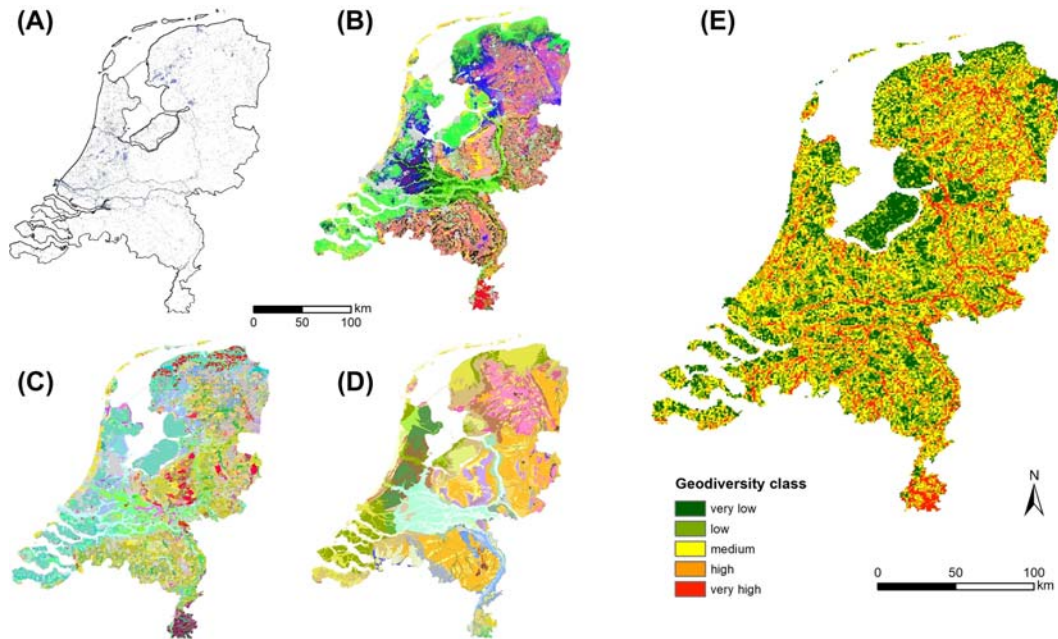 (A)
(B)
(E)
km
0 50 100
(C)
(D)
Geodiversity class
very low
low
medium
high
very high
N
0 50 100
km